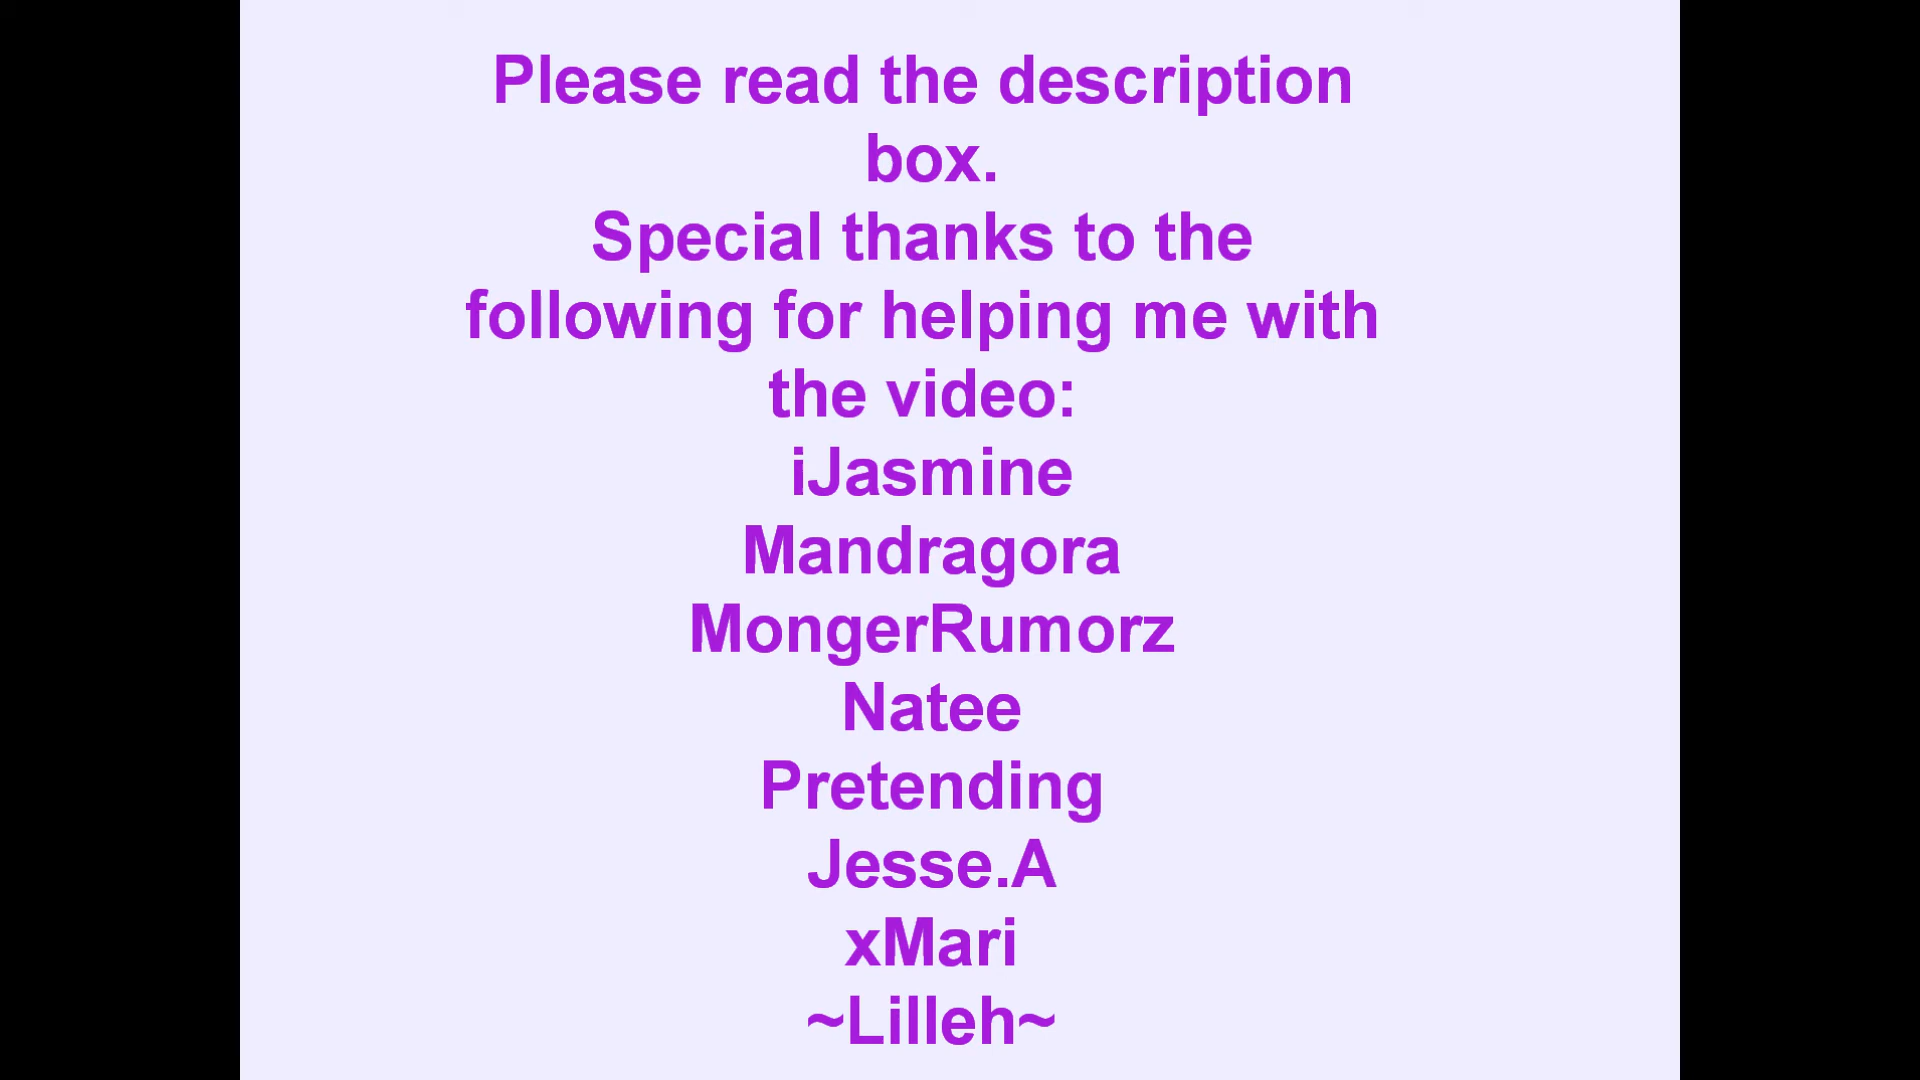 Please read the description
box.
Special thanks to the
following for helping me with
the video:
iJasmine
Mandragora
MongerRumorz
Natee
Pretending
Jesse.A
xMari
~Lilleh~